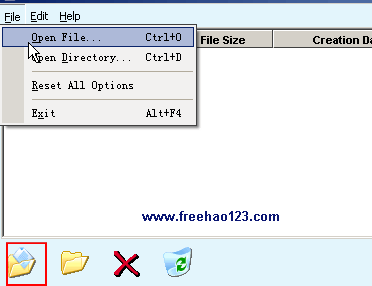 File Edit Help
Open File... Ctrl+O
Open Directory... Ctrl+D
Reset All Options
Exit Alt+F4
File Size Creation Da
www.freehao123.com